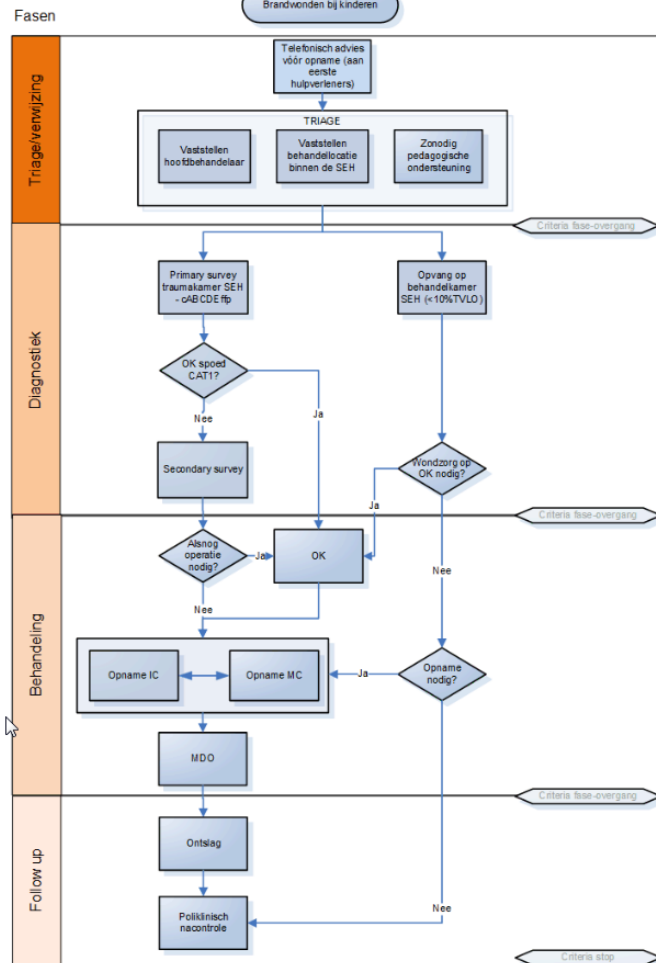 Brandwonden bij kinderen
Fasen
Triage/verwijzing
Telefonisch advies
vóór opname (aan
eerste
hulpverleners)
TRIAGE
Vaststellen
hoofdbehandelaar
Vaststellen
behandellocatie
binnen de SEH
Zonodig
pedagogische
ondersteuning
Criteria fase-overgang
Diagnostiek
Primary survey
traumakamer SEH
- cABCDEffp
Opvang op
behandelkamer
SEH (<10%TVLO)
OK spoed
CAT1?
Ja
Nee
Secondary survey
Wondzorg op
OK nodig?
Ja
Criteria fase-overgang
Behandeling
Alsnog
operatie
nodig?
Ja
OK
Nee
Nee
Opname IC
Opname MC
Ja
Opname
nodig?
MDO
Criteria fase-overgang
Follow up
Ontslag
Poliklinisch
nacontrole
Nee
Criteria stop